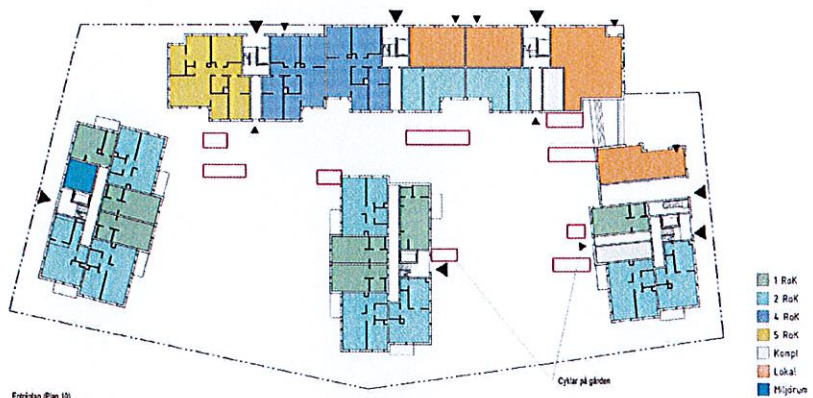 1 RoK
2 RoK
4 RoK
5 RoK
Kompl
Lokal
Miljörum
Cyklar på gården
Entréplan (Plan 10)